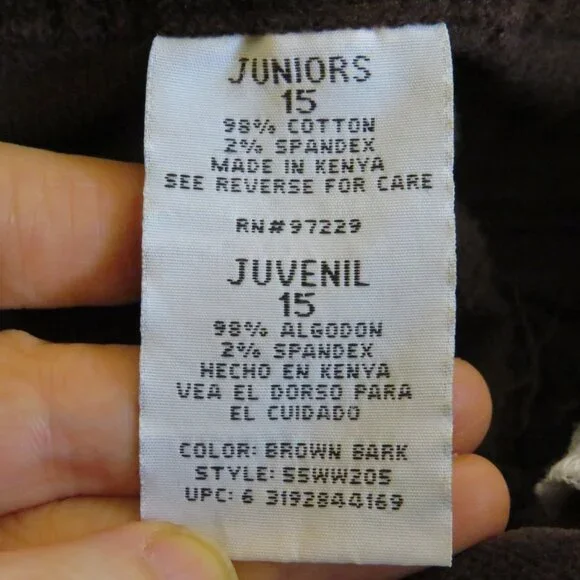 JUNIORS
15
98% COTTON
2% SPANDEX
MADE IN KENYA
SEE REVERSE FOR CARE
RN#97229
JUVENIL
15
98% ALGODON
2% SPANDEX
HECHO EN KENYA
VEA EL DORSO PARA
EL CUIDADO
COLOR: BROWN BARK
STYLE: SSWW20S
UPC: 6 3192844169